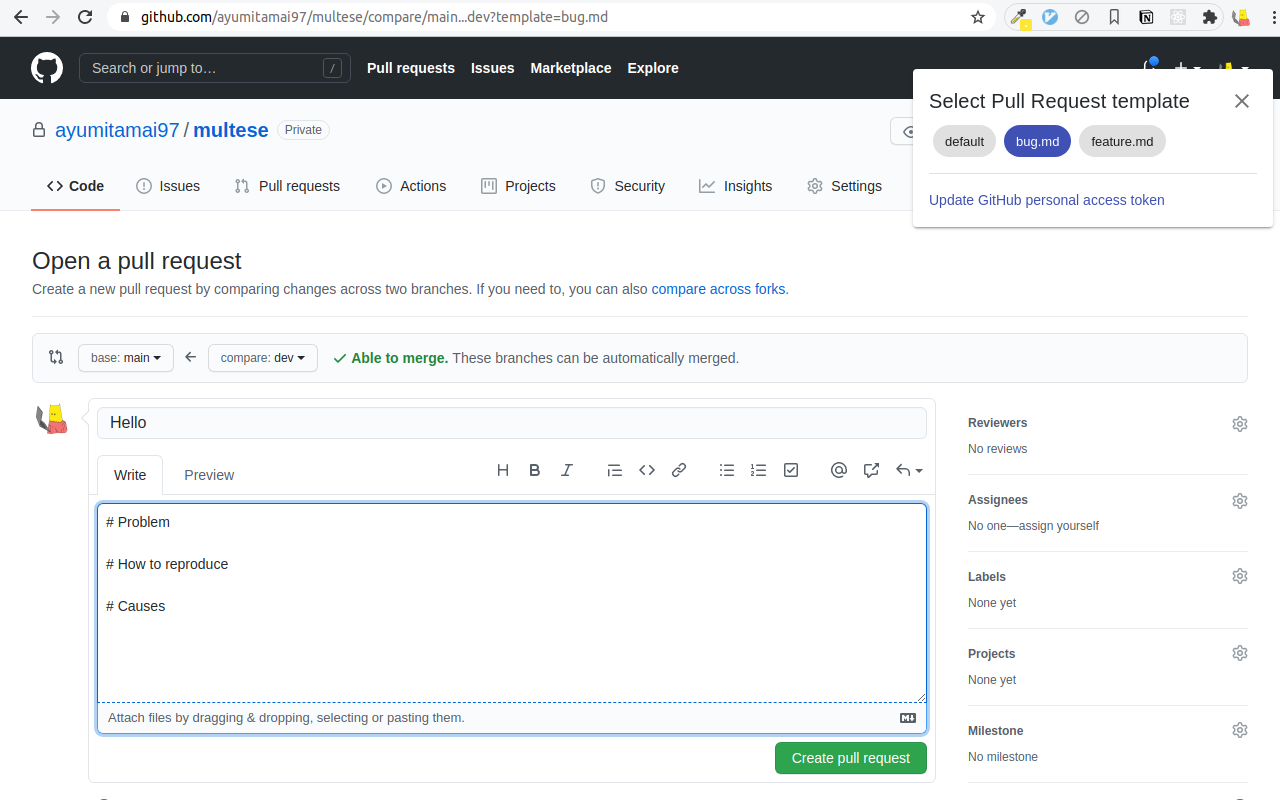 github.com/ayumitamai97/multese/compare/main...dev?template=bug.md
Search or jump to… /
Pull requests Issues Marketplace Explore
Select Pull Request template
default bug.md feature.md
Update GitHub personal access token
ayumitamai97 / multese Private
Code Issues Pull requests Actions Projects Security Insights Settings
Open a pull request
Create a new pull request by comparing changes across two branches. If you need to, you can also compare across forks.
base: main compare: dev Able to merge. These branches can be automatically merged.
Hello
Write Preview
# Problem
# How to reproduce
# Causes
Attach files by dragging & dropping, selecting or pasting them.
Create pull request
Reviewers
No reviews
Assignees
No one—assign yourself
Labels
None yet
Projects
None yet
Milestone
No milestone